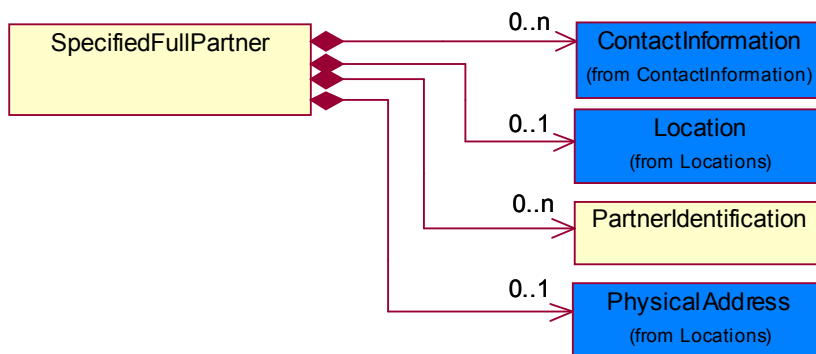 SpecifiedFullPartner
0..n
ContactInformation
(from ContactInformation)
0..1
Location
(from Locations)
0..n
PartnerIdentification
0..1
PhysicalAddress
(from Locations)